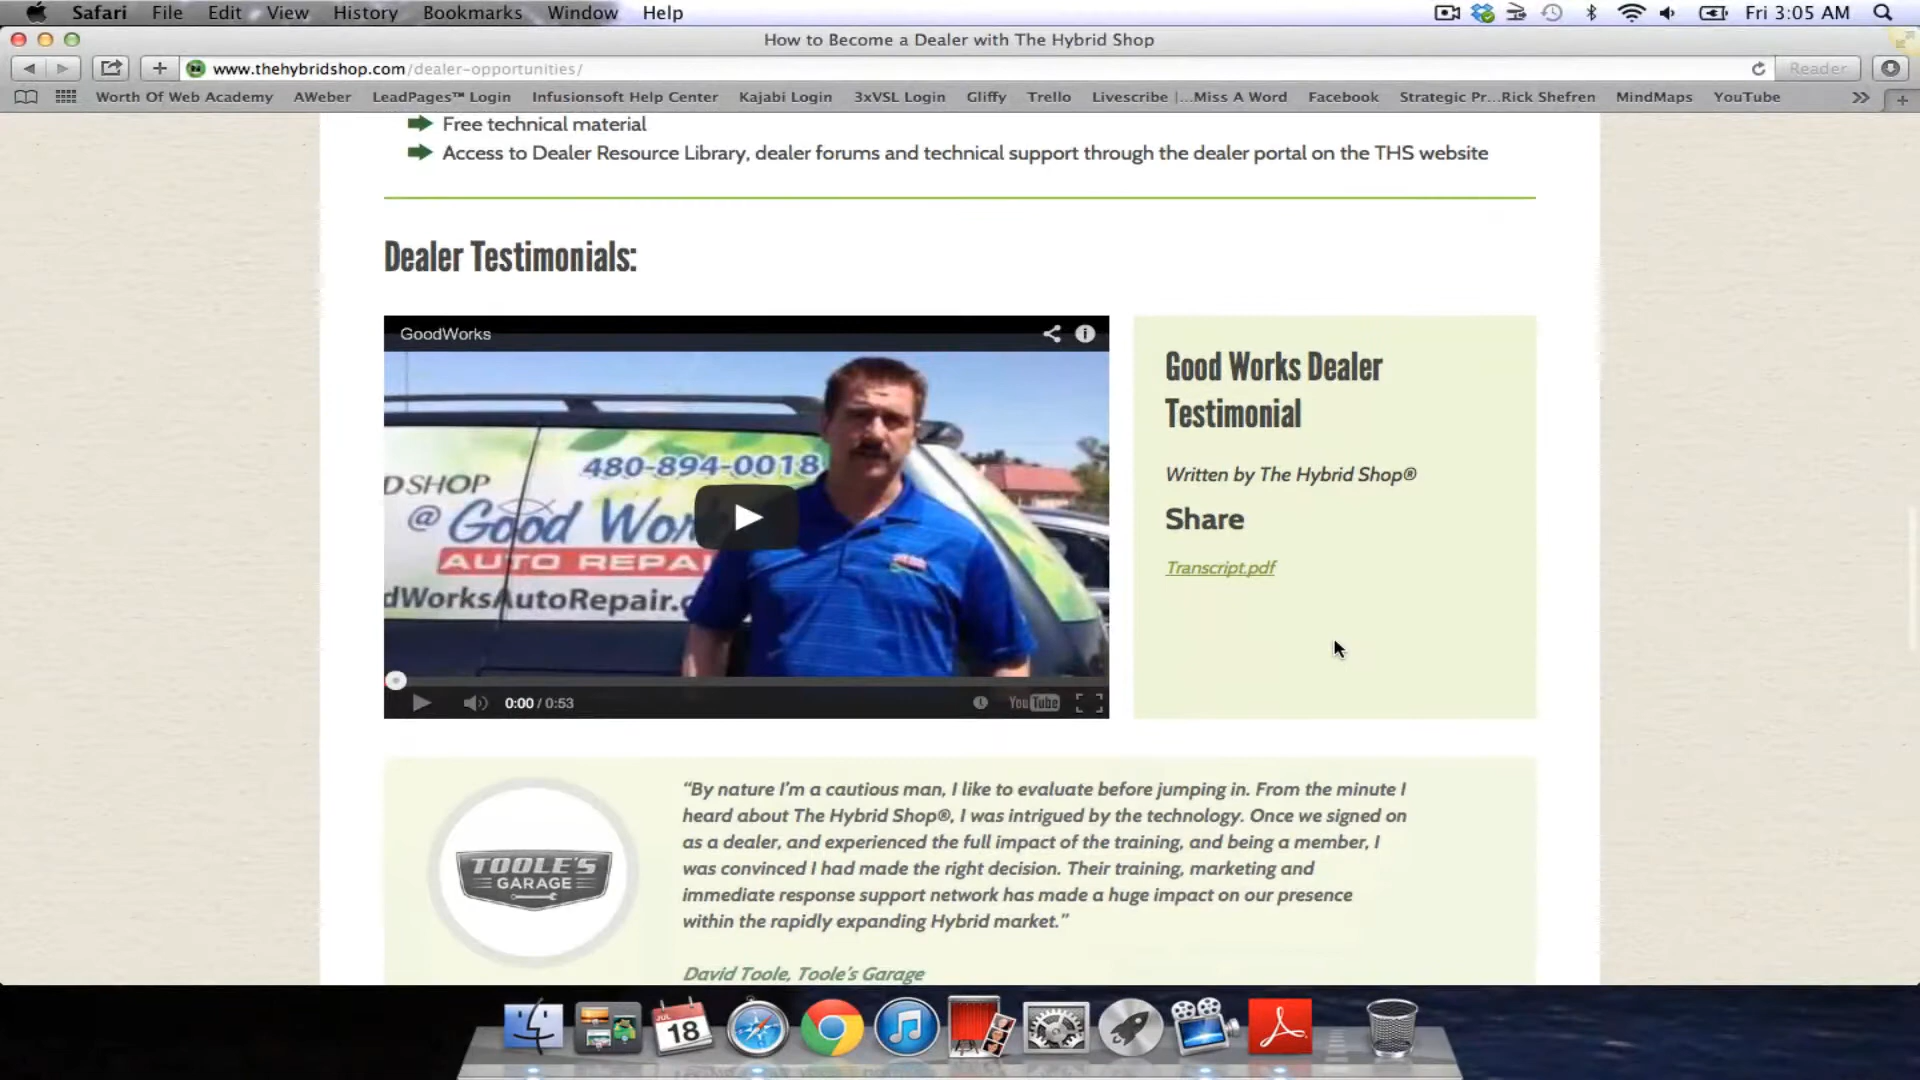 Safari File Edit View History Bookmarks Window Help Fri 3:05 AM
How to Become a Dealer with The Hybrid Shop
www.thehybridshop.com/dealer-opportunities/ Reader
Worth Of Web Academy AWeber LeadPages™ Login Infusionsoft Help Center Kajabi Login 3xVSL Login Gliffy Trello Livescribe |...Miss A Word Facebook Strategic Pr...Rick Shefren MindMaps YouTube
Free technical material
Access to Dealer Resource Library, dealer forums and technical support through the dealer portal on the THS website
Dealer Testimonials:
GoodWorks
480-894-0018
DSHOP
@ Good Wor
AUTO REPA
dWorksAutoRepair.c
0:00 / 0:53 YouTube
Good Works Dealer
Testimonial
Written by The Hybrid Shop®
Share
Transcript.pdf
TOOLE'S
GARAGE
“By nature I’m a cautious man, I like to evaluate before jumping in. From the minute I
heard about The Hybrid Shop®, I was intrigued by the technology. Once we signed on
as a dealer, and experienced the full impact of the training, and being a member, I
was convinced I had made the right decision. Their training, marketing and
immediate response support network has made a huge impact on our presence
within the rapidly expanding Hybrid market.”
David Toole, Toole’s Garage
JUL
18